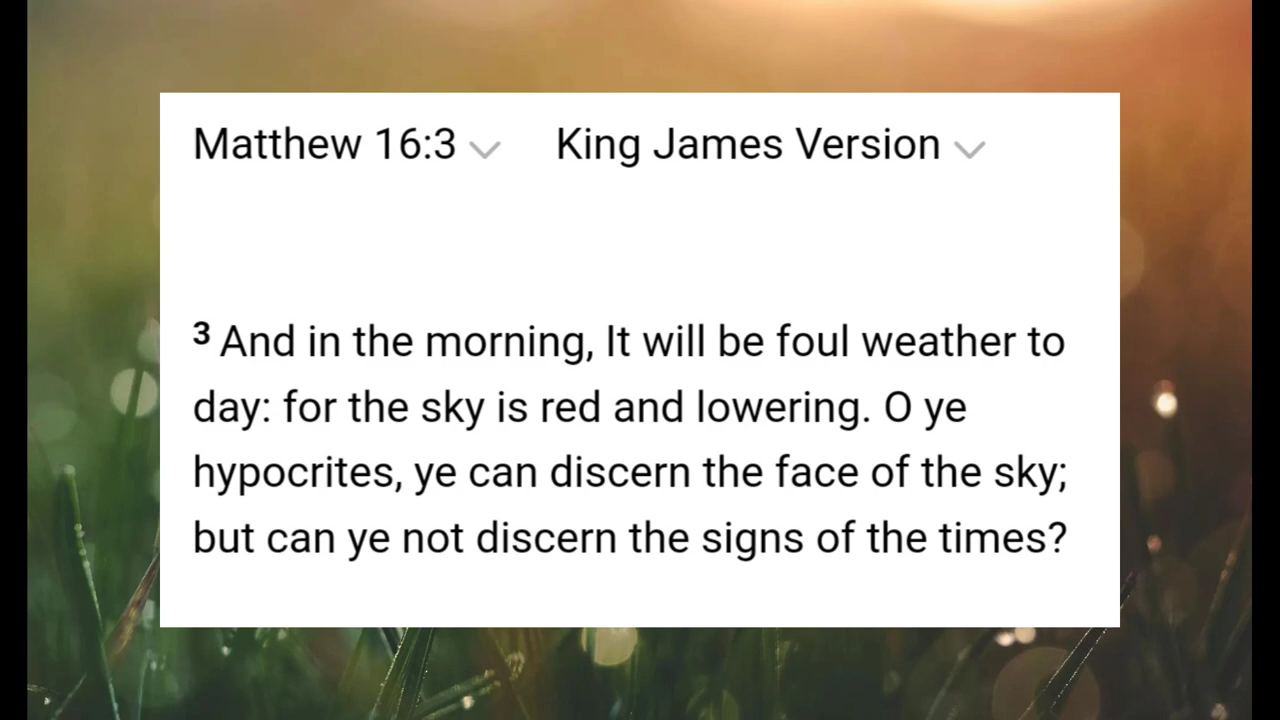 Matthew 16:3 King James Version
3 And in the morning, It will be foul weather to
day: for the sky is red and lowering. O ye
hypocrites, ye can discern the face of the sky;
but can ye not discern the signs of the times?